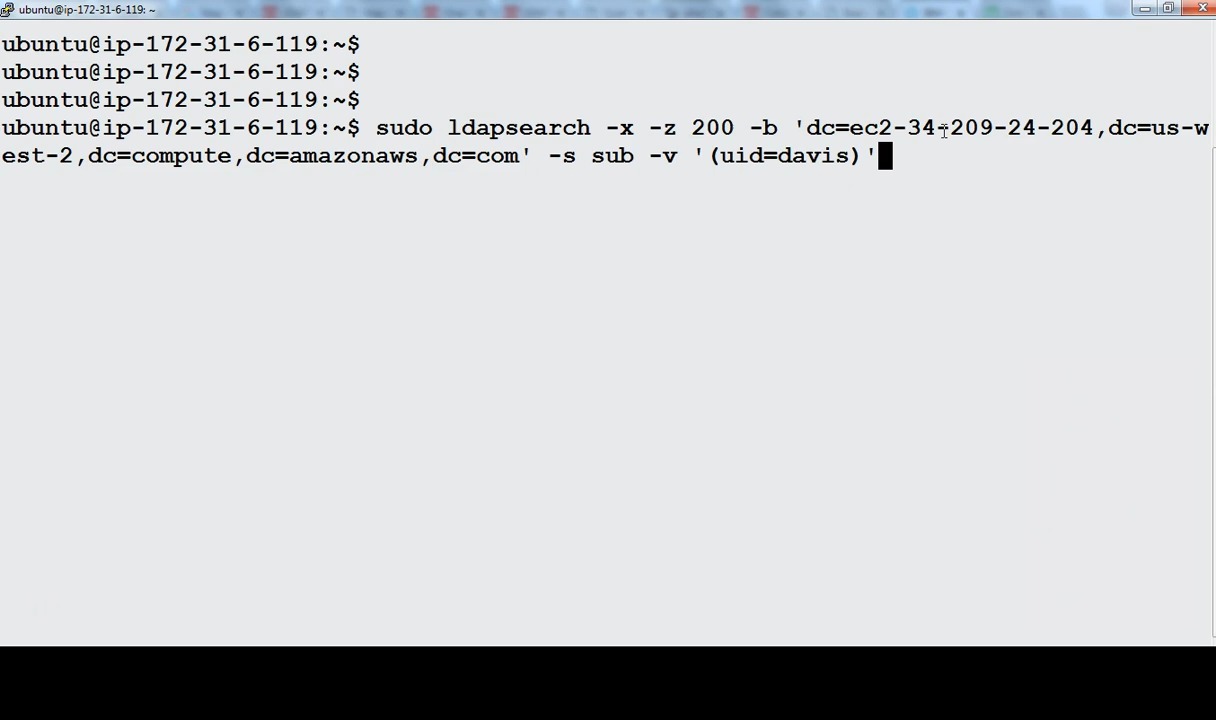 ubuntu@ip-172-31-6-119: ~
ubuntu@ip-172-31-6-119:~$
ubuntu@ip-172-31-6-119:~$
ubuntu@ip-172-31-6-119:~$
ubuntu@ip-172-31-6-119:~$ sudo ldapsearch -x -z 200 -b 'dc=ec2-34-209-24-204,dc=us-w
est-2,dc=compute,dc=amazonaws,dc=com' -s sub -v '(uid=davis)'